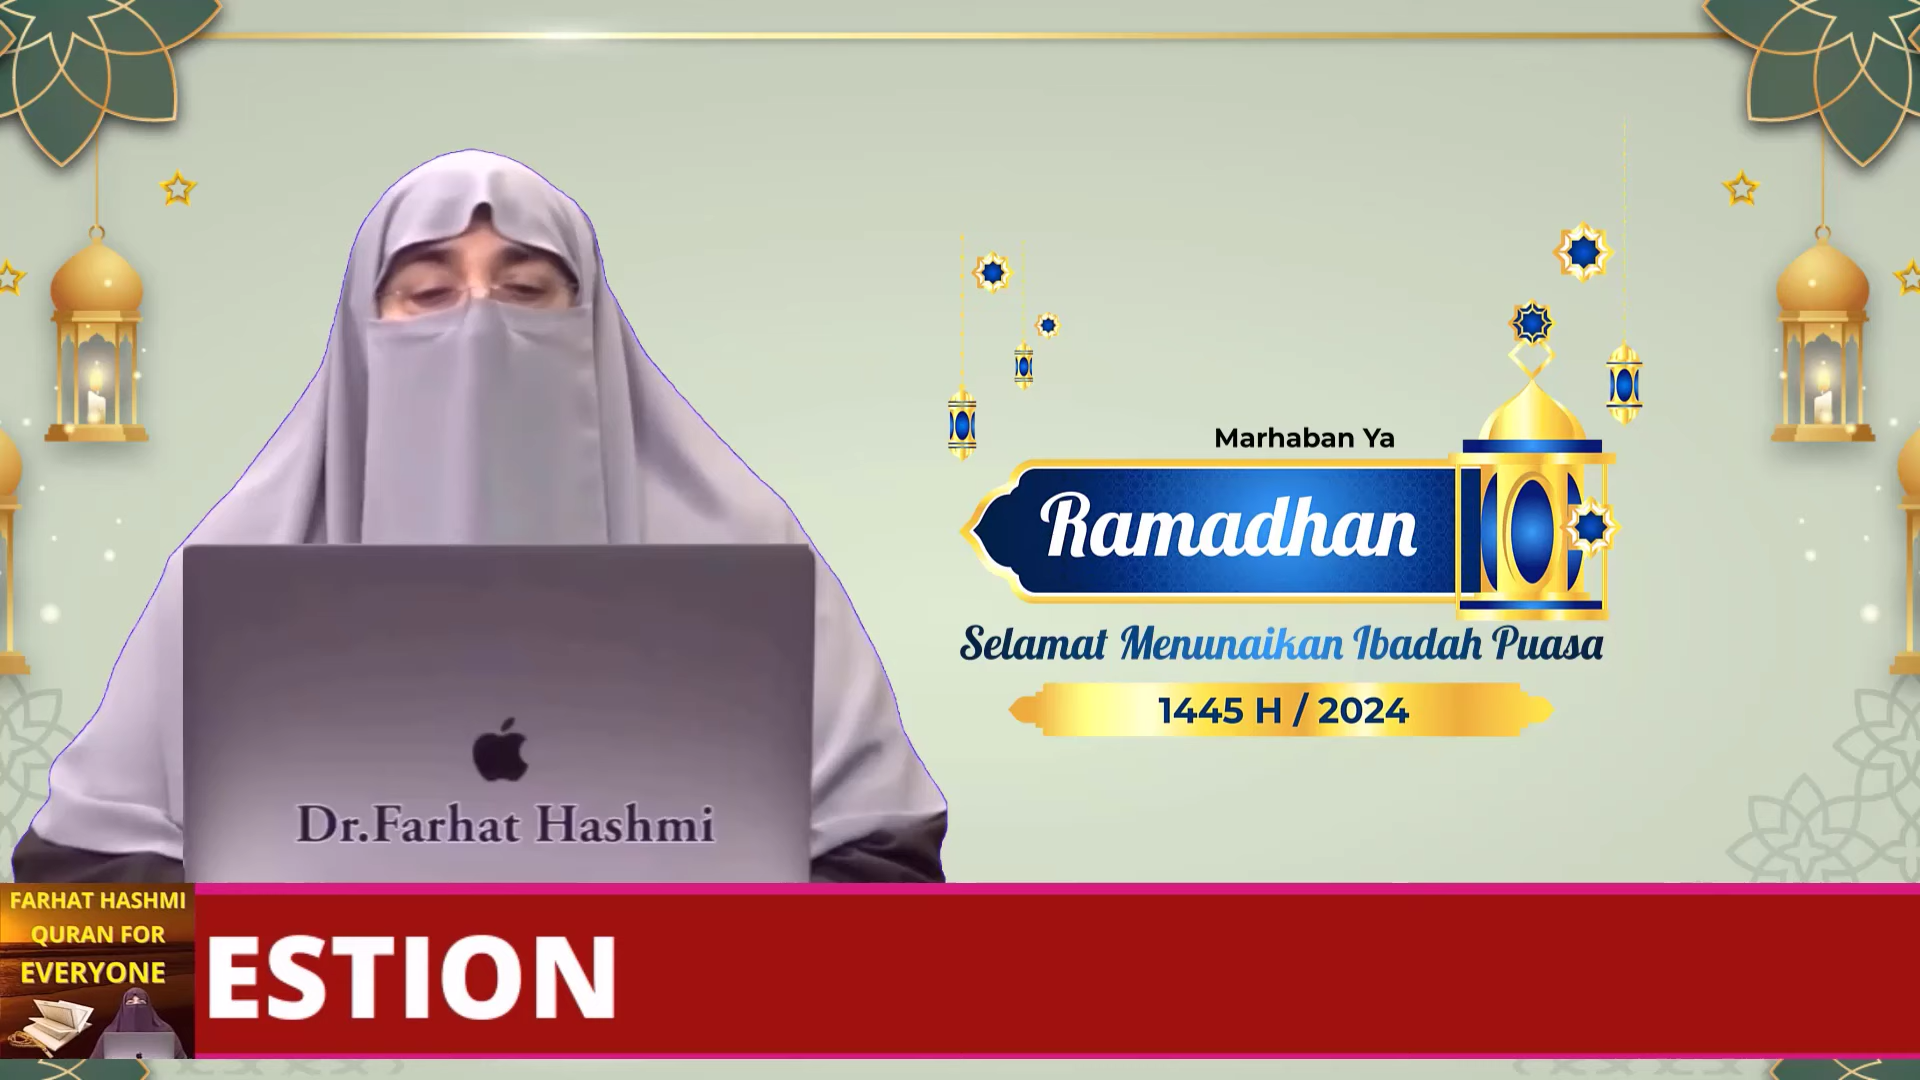 Marhaban Ya
Ramadhan
Selamat Menunaikan Ibadah Puasa
1445 H / 2024
Dr.Farhat Hashmi
FARHAT HASHMI
QURAN FOR
EVERYONE
ESTION